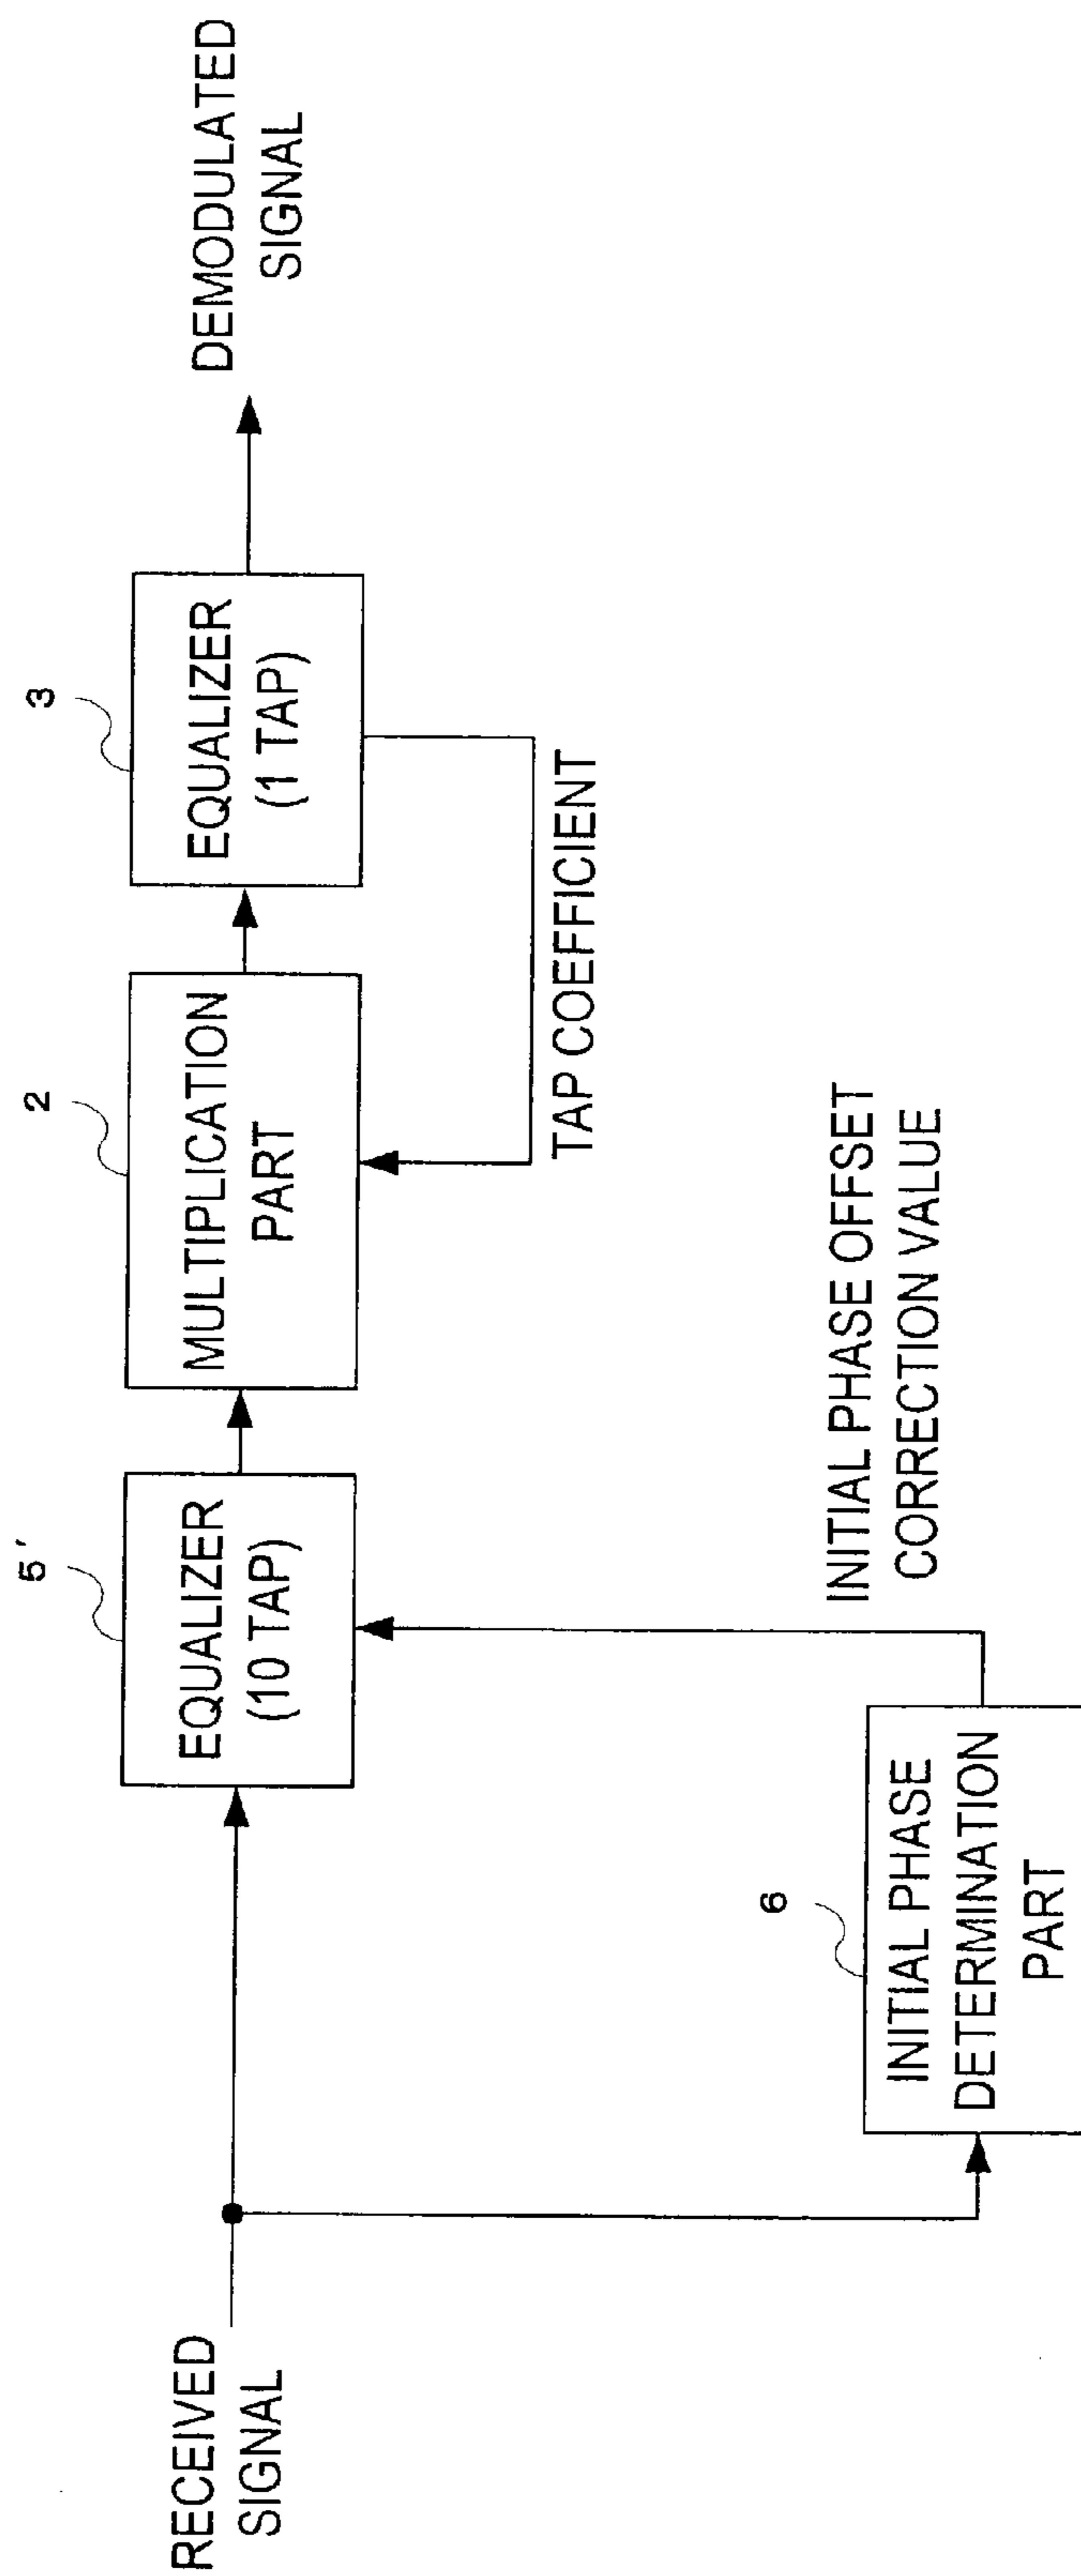 RECEIVED
SIGNAL
5'
EQUALIZER
(10 TAP)
2
MULTIPLICATION
PART
3
EQUALIZER
(1 TAP)
DEMODULATED
SIGNAL
TAP COEFFICIENT
INITIAL PHASE OFFSET
CORRECTION VALUE
6
INITIAL PHASE
DETERMINATION
PART